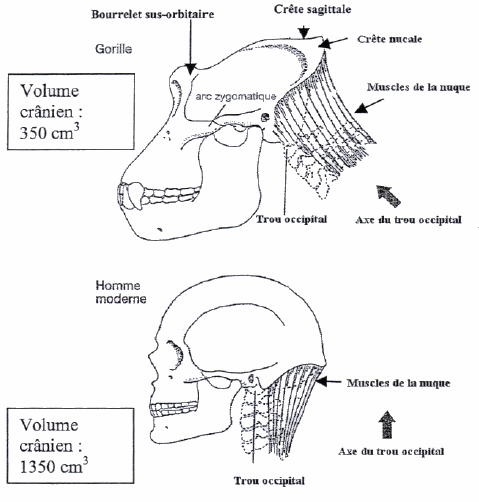 Bourrelet sus-orbitaire
Crête sagittale
Gorille
Crête nucale
Volume
crânien :
350 cm³
arc zygomatique
Muscles de la nuque
Trou occipital
Axe du trou occipital
Homme
moderne
Muscles de la nuque
Volume
crânien :
1350 cm³
Axe du trou occipital
Trou occipital